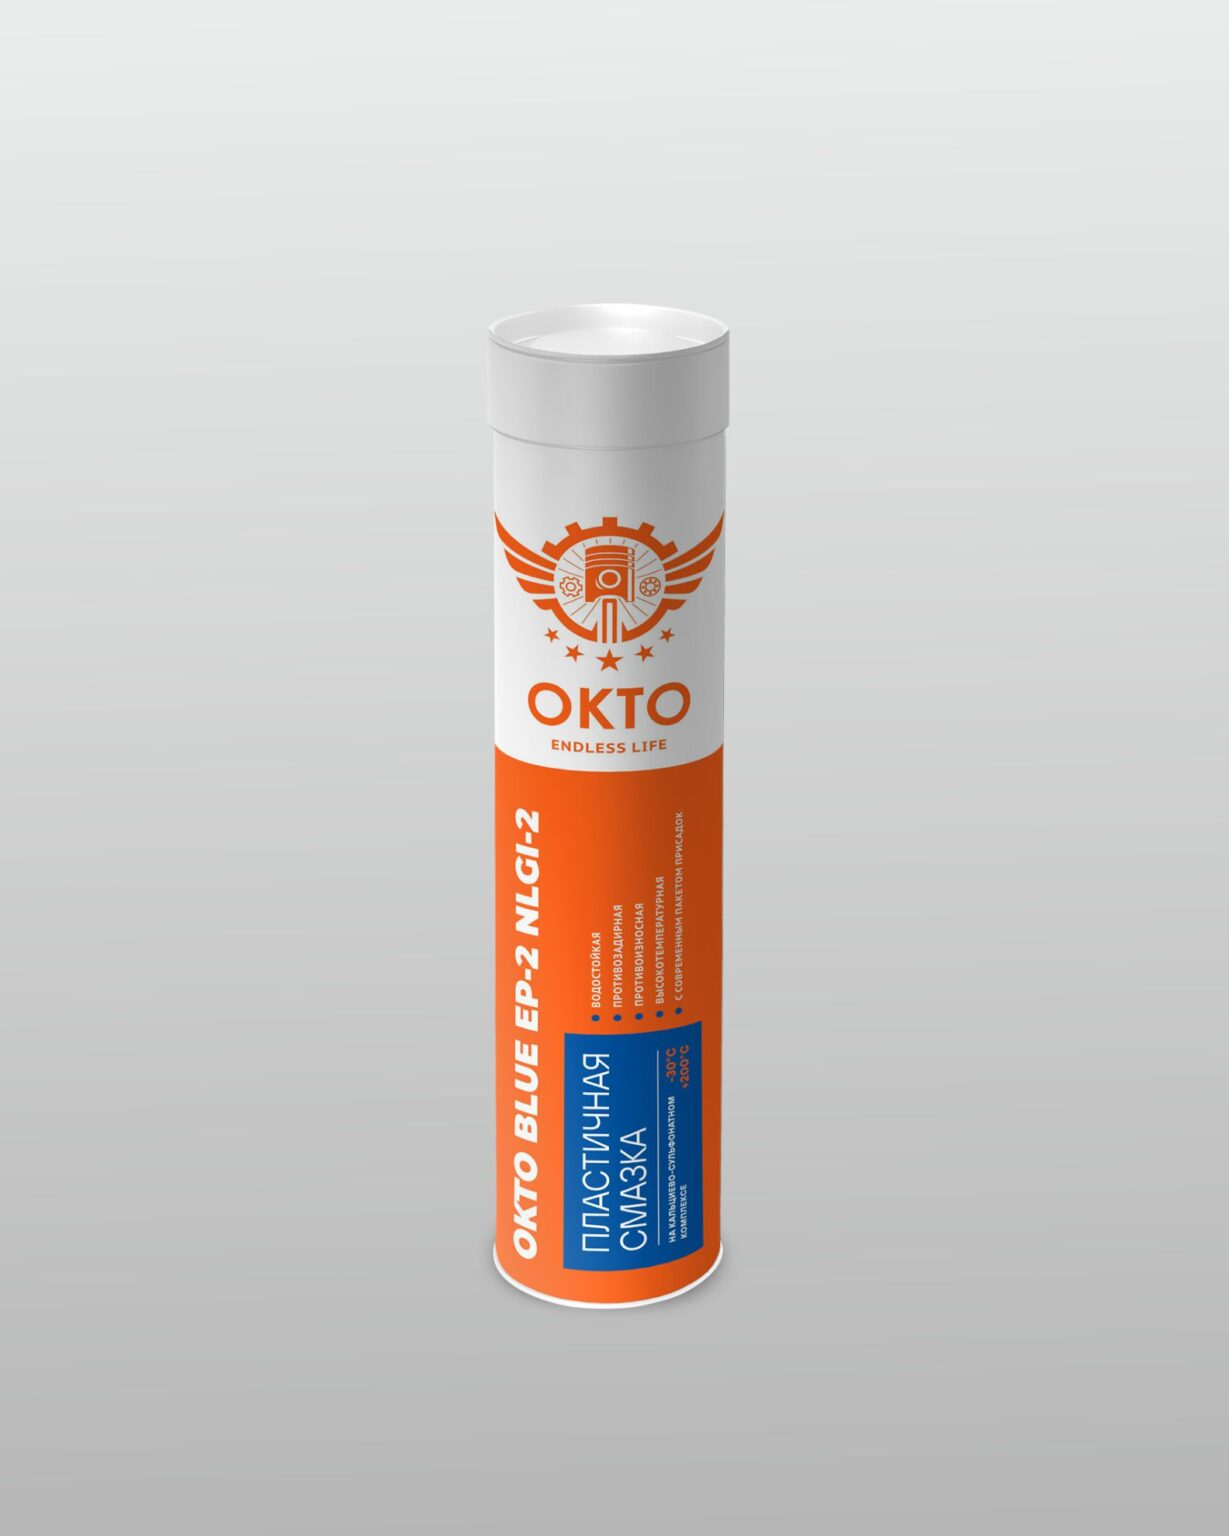 ОКТО
ENDLESS LIFE
OKTO BLUE EP-2 NLGI-2
ВОДОСТОЙКАЯ
ПРОТИВОЗАДИРНАЯ
ПРОТИВОИЗНОСНАЯ
ВЫСОКОТЕМПЕРАТУРНАЯ
С СОВРЕМЕННЫМ ПАКЕТОМ ПРИСАДОК
ПЛАСТИЧНАЯ
СМАЗКА
НА КАЛЬЦИЕВО-СУЛЬФОНАТНОМ
КОМПЛЕКСЕ
-30°C
+200°C